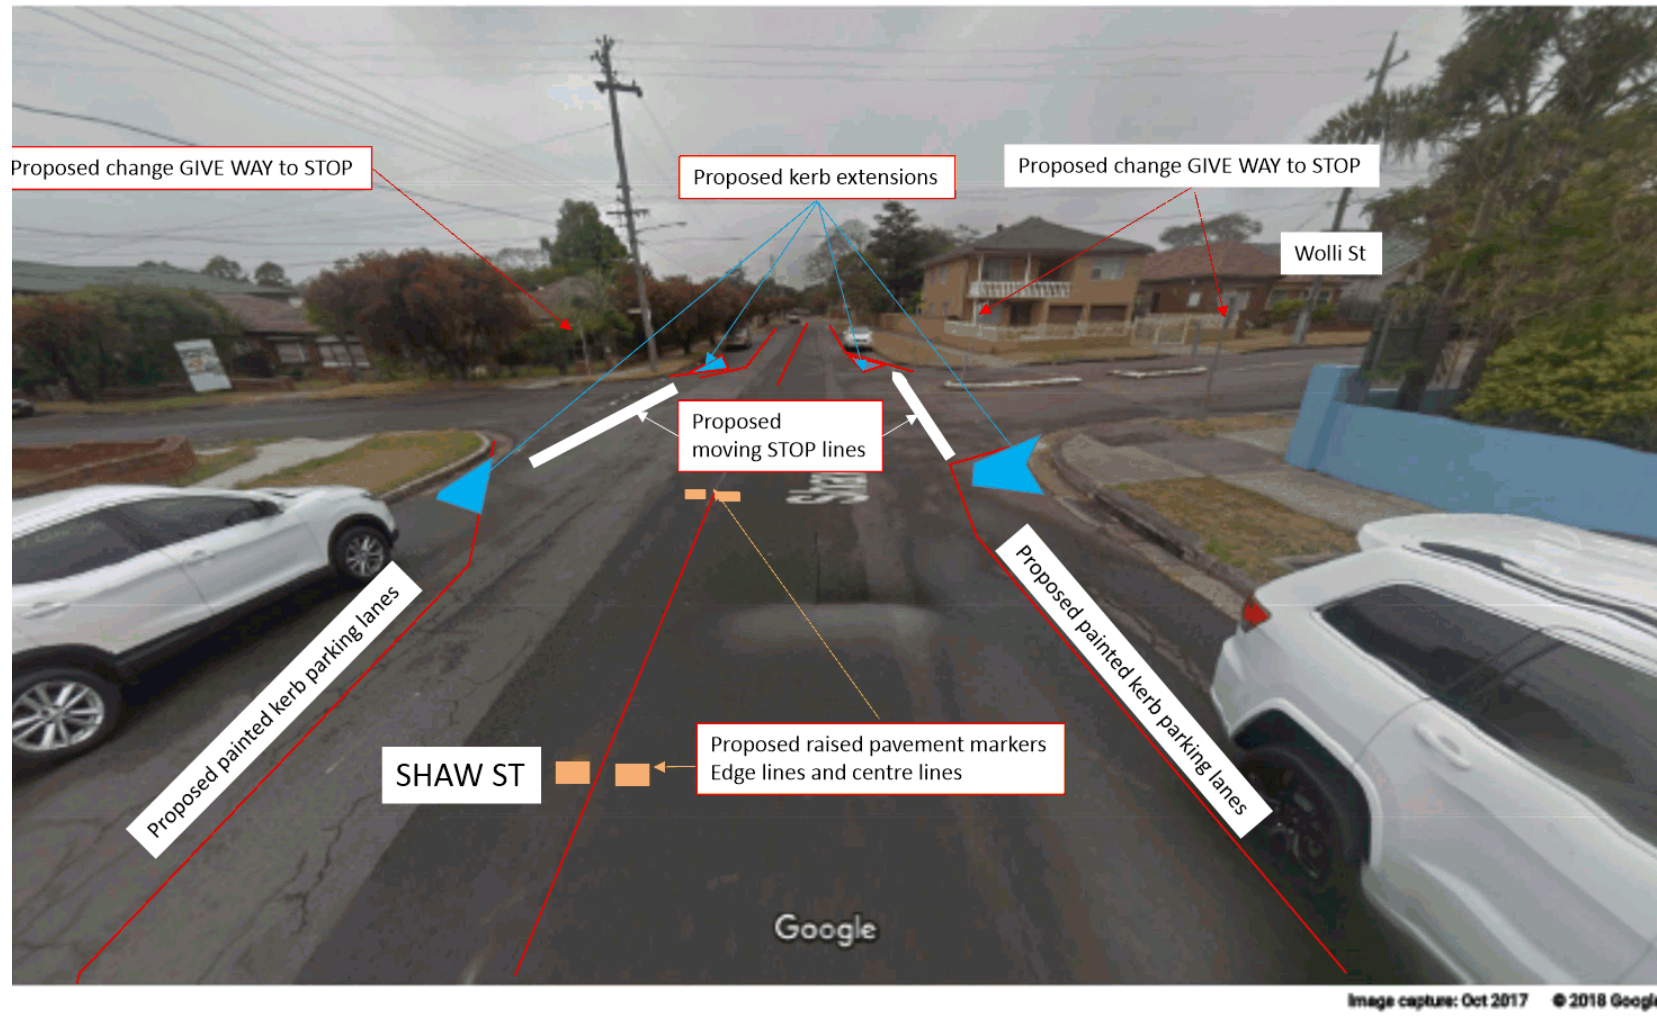 Proposed change GIVE WAY to STOP
Proposed kerb extensions
Proposed change GIVE WAY to STOP
Wolli St
Proposed
moving STOP lines
Shaw
Proposed painted kerb parking lanes
Proposed painted kerb parking lanes
SHAW ST
Proposed raised pavement markers
Edge lines and centre lines
Google
Image capture: Oct 2017 © 2018 Google